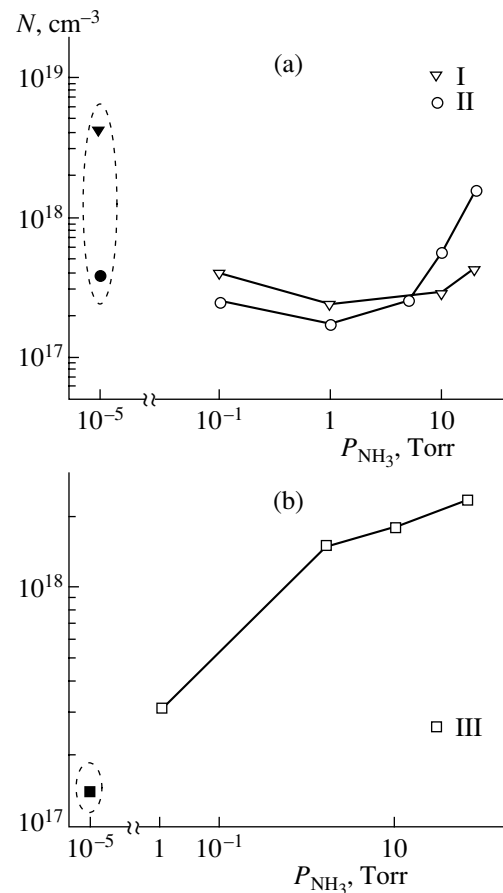 N, cm⁻³
(a)
I
II
10¹⁹
10¹⁸
10¹⁷
10⁻⁵ 10⁻¹ 1 10
P_NH₃, Torr
(b)
10¹⁸
III
10¹⁷
10⁻⁵ 1 10⁻¹ 10
P_NH₃, Torr